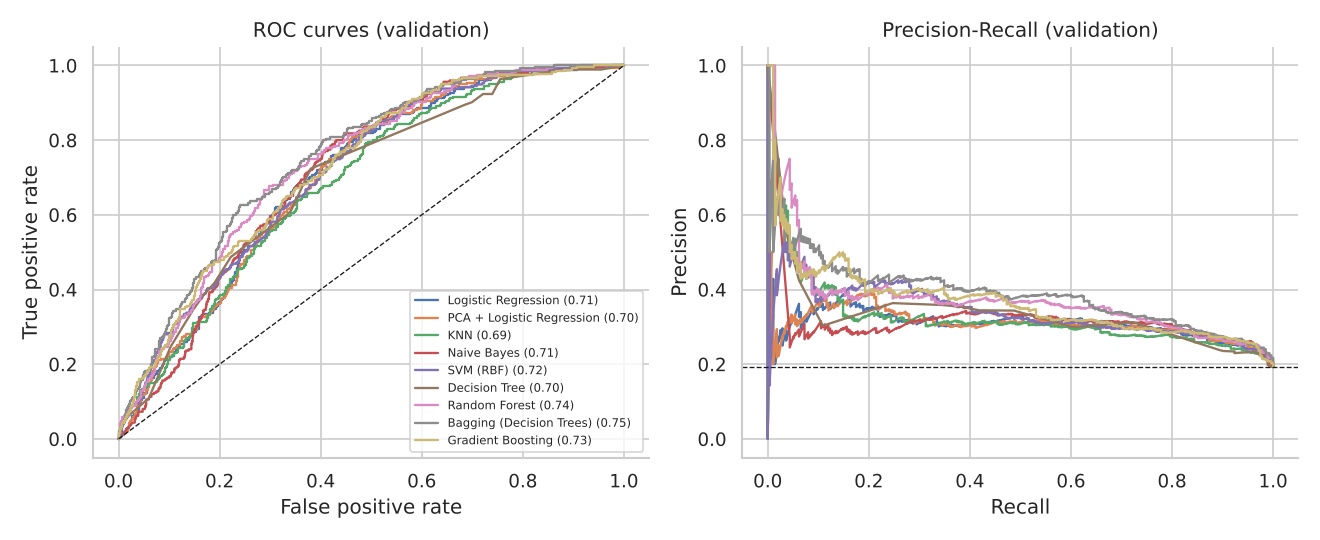 ROC curves (validation)
True positive rate
1.0
0.8
0.6
0.4
0.2
0.0
Logistic Regression (0.71)
PCA + Logistic Regression (0.70)
KNN (0.69)
Naive Bayes (0.71)
SVM (RBF) (0.72)
Decision Tree (0.70)
Random Forest (0.74)
Bagging (Decision Trees) (0.75)
Gradient Boosting (0.73)
0.0 0.2 0.4 0.6 0.8 1.0
False positive rate
Precision-Recall (validation)
Precision
1.0
0.8
0.6
0.4
0.2
0.0
0.0 0.2 0.4 0.6 0.8 1.0
Recall